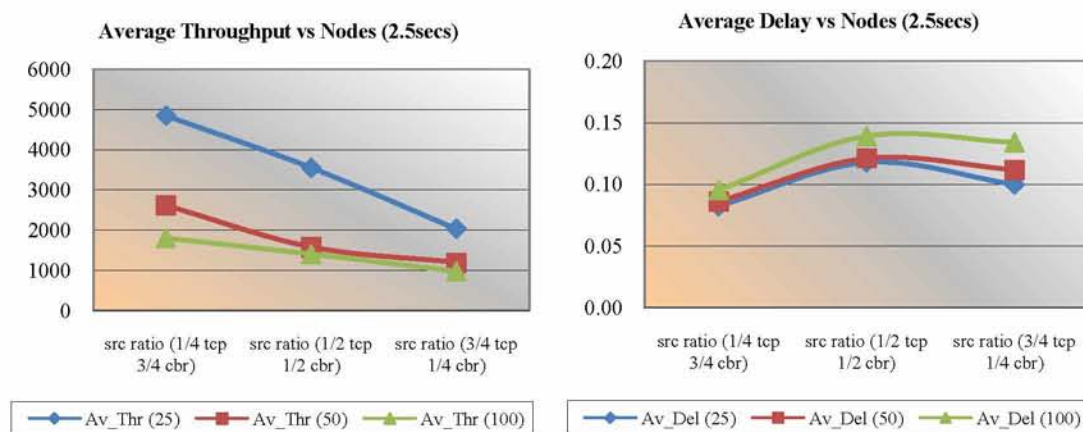 Average Throughput vs Nodes (2.5secs)
6000
5000
4000
3000
2000
1000
0
src ratio (1/4 tcp
3/4 cbr)
src ratio (1/2 tcp
1/2 cbr)
src ratio (3/4 tcp
1/4 cbr)
Av_Thr (25)
Av_Thr (50)
Av_Thr (100)
Average Delay vs Nodes (2.5secs)
0.20
0.15
0.10
0.05
0.00
src ratio (1/4 tcp
3/4 cbr)
src ratio (1/2 tcp
1/2 cbr)
src ratio (3/4 tcp
1/4 cbr)
Av_Del (25)
Av_Del (50)
Av_Del (100)